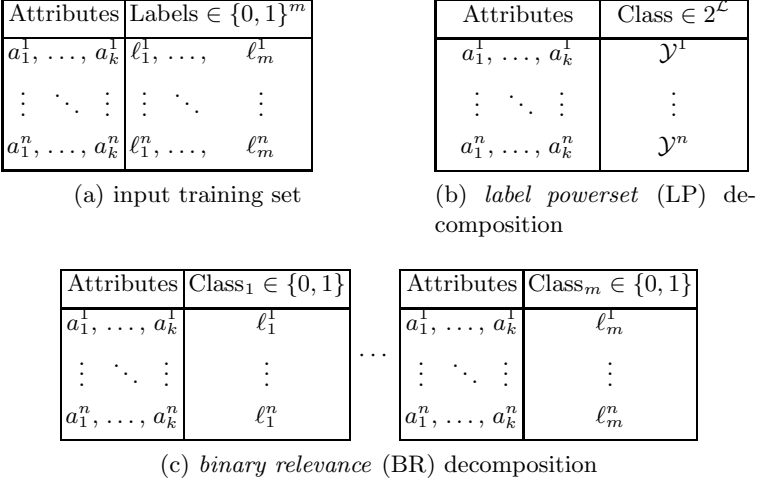 Attributes Labels ∈ {0, 1}^m
a_1^1, …, a_k^1 ℓ_1^1, …, ℓ_m^1
⋮ ⋱ ⋮ ⋮ ⋱ ⋮
a_1^n, …, a_k^n ℓ_1^n, …, ℓ_m^n
(a) input training set
Attributes Class ∈ 2^ℒ
a_1^1, …, a_k^1 𝒴^1
⋮ ⋱ ⋮ ⋮
a_1^n, …, a_k^n 𝒴^n
(b) label powerset (LP) de-
composition
Attributes Class_1 ∈ {0, 1}
a_1^1, …, a_k^1 ℓ_1^1
⋮ ⋱ ⋮ ⋮
a_1^n, …, a_k^n ℓ_1^n
⋯
Attributes Class_m ∈ {0, 1}
a_1^1, …, a_k^1 ℓ_m^1
⋮ ⋱ ⋮ ⋮
a_1^n, …, a_k^n ℓ_m^n
(c) binary relevance (BR) decomposition